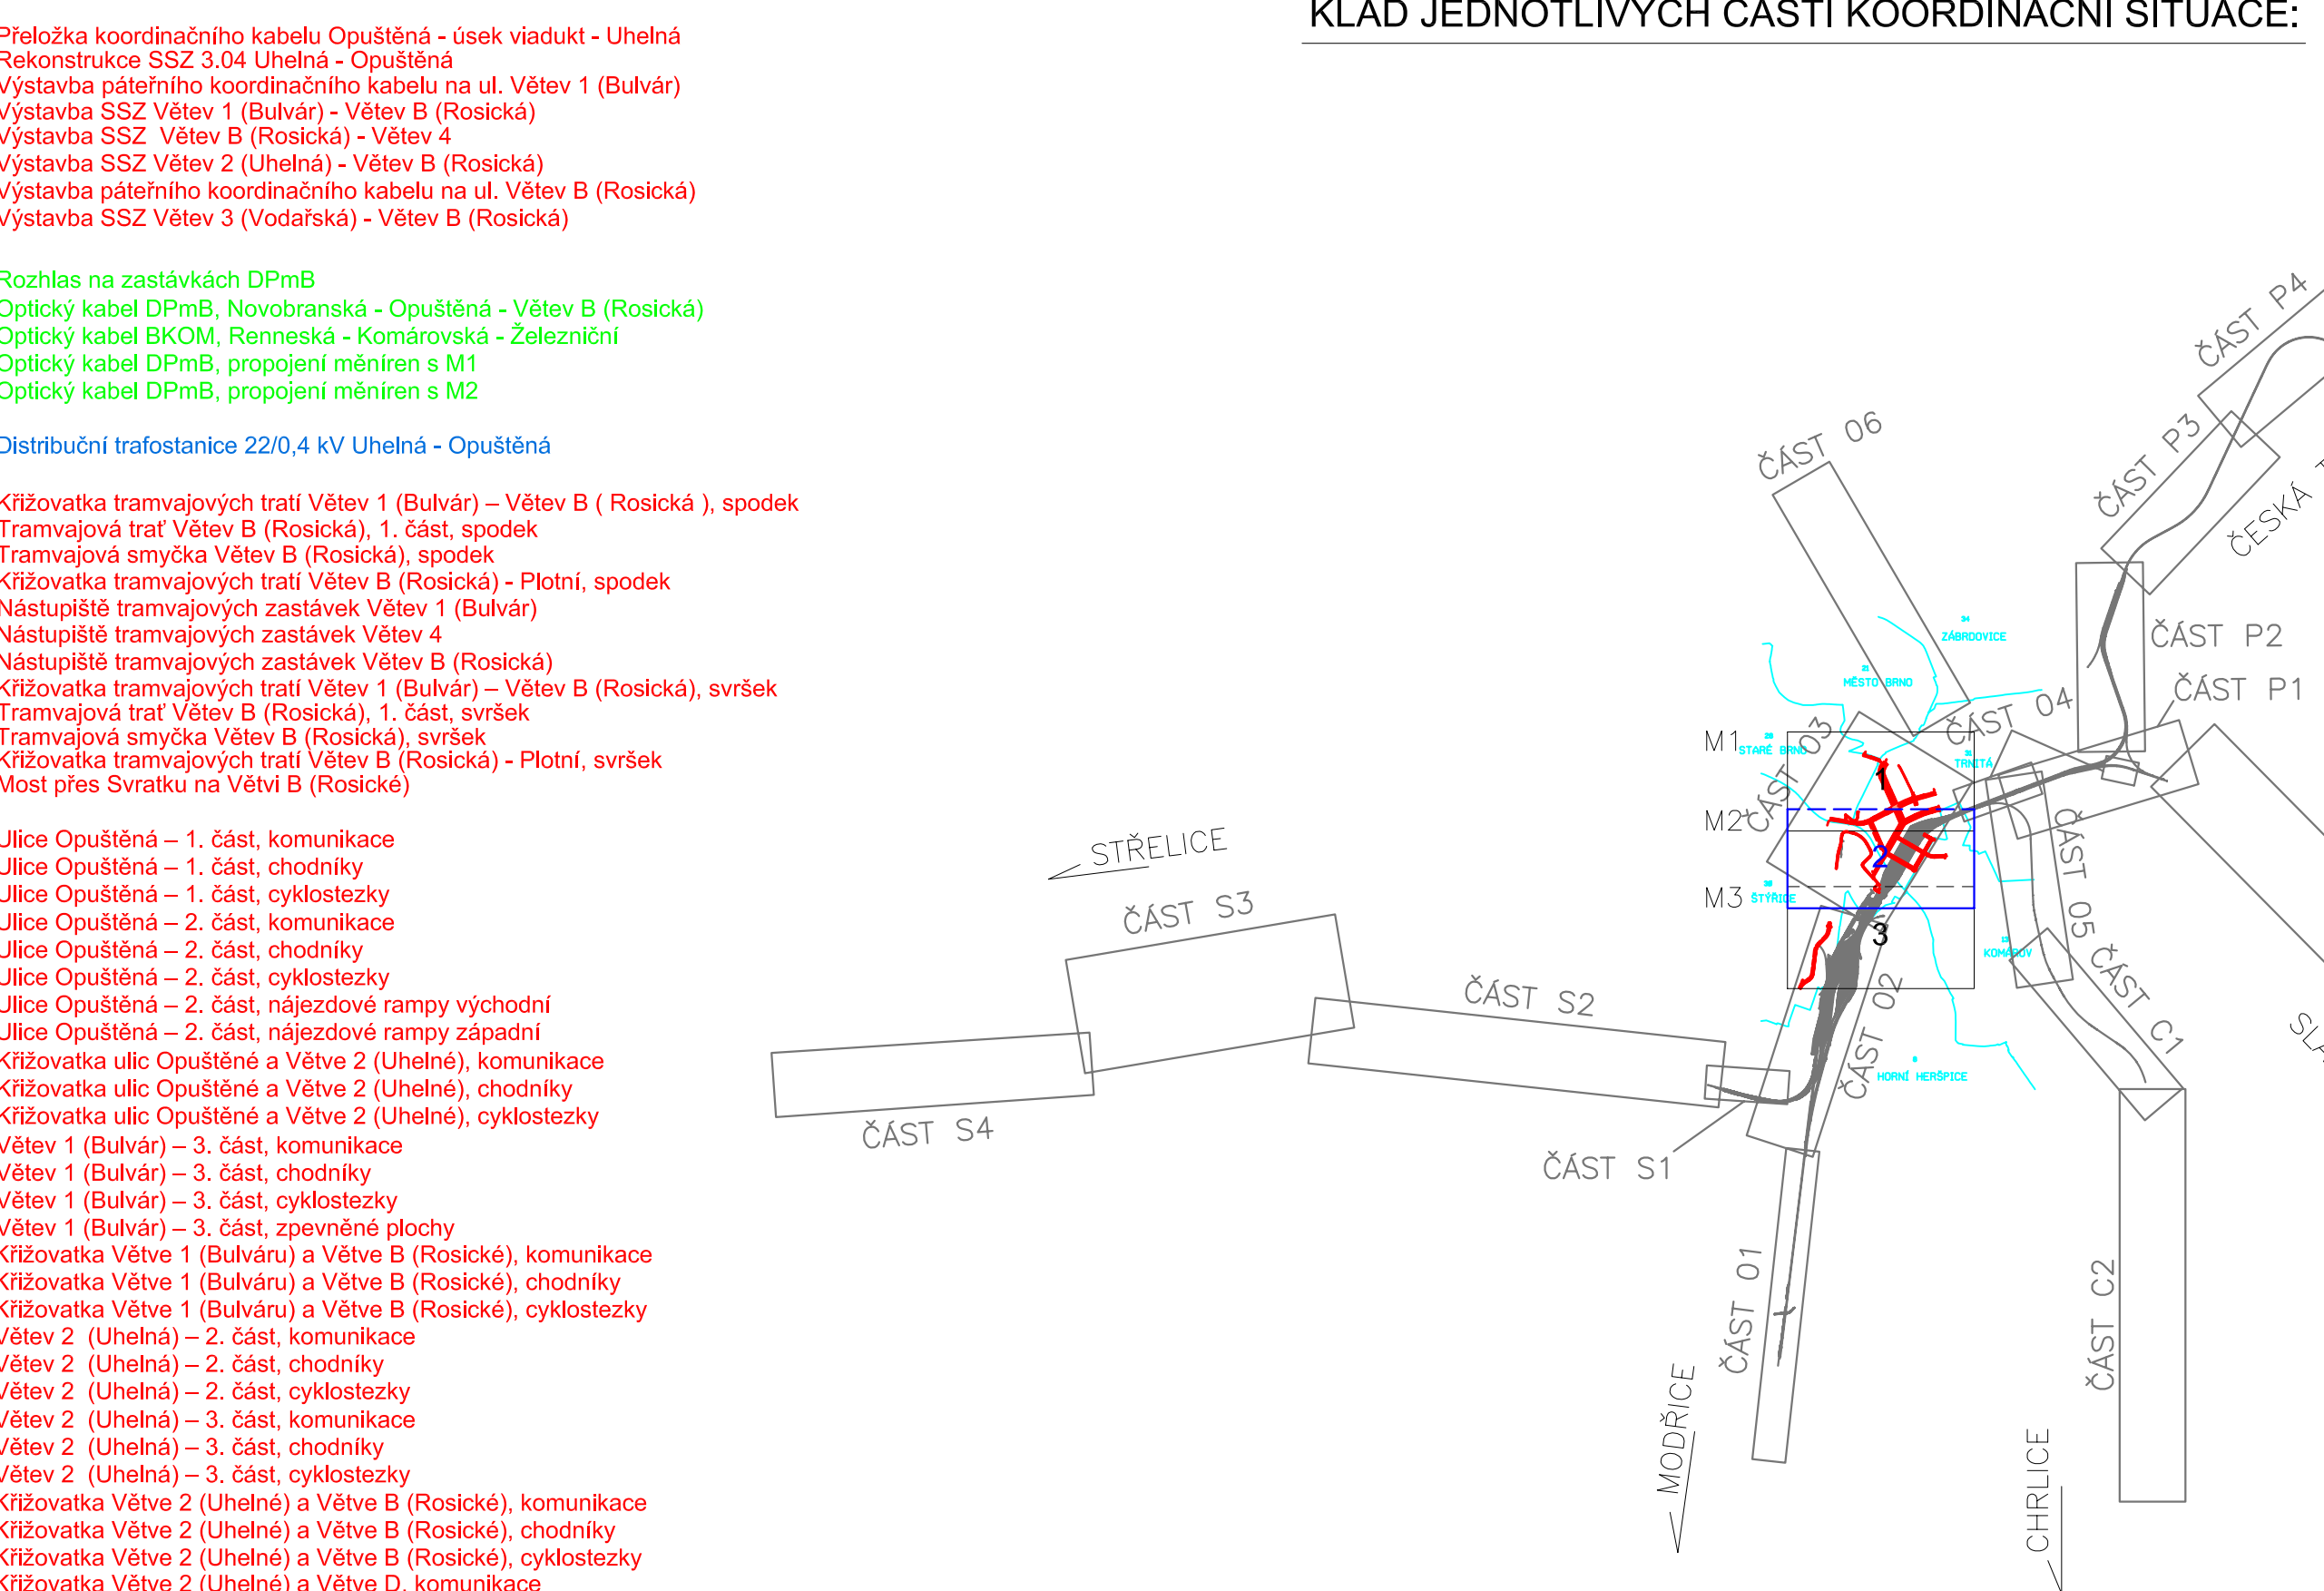 KLAD JEDNOTLIVÝCH ČÁSTÍ KOORDINAČNÍ SITUACE:
Přeložka koordinačního kabelu Opuštěná - úsek viadukt - Uhelná
Rekonstrukce SSZ 3.04 Uhelná - Opuštěná
Výstavba páteřního koordinačního kabelu na ul. Větev 1 (Bulvár)
Výstavba SSZ Větev 1 (Bulvár) - Větev B (Rosická)
Výstavba SSZ  Větev B (Rosická) - Větev 4
Výstavba SSZ Větev 2 (Uhelná) - Větev B (Rosická)
Výstavba páteřního koordinačního kabelu na ul. Větev B (Rosická)
Výstavba SSZ Větev 3 (Vodařská) - Větev B (Rosická)
Rozhlas na zastávkách DPmB
Optický kabel DPmB, Novobranská - Opuštěná - Větev B (Rosická)
Optický kabel BKOM, Renneská - Komárovská - Železniční
Optický kabel DPmB, propojení měníren s M1
Optický kabel DPmB, propojení měníren s M2
Distribuční trafostanice 22/0,4 kV Uhelná - Opuštěná
Křižovatka tramvajových tratí Větev 1 (Bulvár) – Větev B ( Rosická ), spodek
Tramvajová trať Větev B (Rosická), 1. část, spodek
Tramvajová smyčka Větev B (Rosická), spodek
Křižovatka tramvajových tratí Větev B (Rosická) - Plotní, spodek
Nástupiště tramvajových zastávek Větev 1 (Bulvár)
Nástupiště tramvajových zastávek Větev 4
Nástupiště tramvajových zastávek Větev B (Rosická)
Křižovatka tramvajových tratí Větev 1 (Bulvár) – Větev B (Rosická), svršek
Tramvajová trať Větev B (Rosická), 1. část, svršek
Tramvajová smyčka Větev B (Rosická), svršek
Křižovatka tramvajových tratí Větev B (Rosická) - Plotní, svršek
Most přes Svratku na Větvi B (Rosické)
Ulice Opuštěná – 1. část, komunikace
Ulice Opuštěná – 1. část, chodníky
Ulice Opuštěná – 1. část, cyklostezky
Ulice Opuštěná – 2. část, komunikace
Ulice Opuštěná – 2. část, chodníky
Ulice Opuštěná – 2. část, cyklostezky
Ulice Opuštěná – 2. část, nájezdové rampy východní
Ulice Opuštěná – 2. část, nájezdové rampy západní
Křižovatka ulic Opuštěné a Větve 2 (Uhelné), komunikace
Křižovatka ulic Opuštěné a Větve 2 (Uhelné), chodníky
Křižovatka ulic Opuštěné a Větve 2 (Uhelné), cyklostezky
Větev 1 (Bulvár) – 3. část, komunikace
Větev 1 (Bulvár) – 3. část, chodníky
Větev 1 (Bulvár) – 3. část, cyklostezky
Větev 1 (Bulvár) – 3. část, zpevněné plochy
Křižovatka Větve 1 (Bulváru) a Větve B (Rosické), komunikace
Křižovatka Větve 1 (Bulváru) a Větve B (Rosické), chodníky
Křižovatka Větve 1 (Bulváru) a Větve B (Rosické), cyklostezky
Větev 2  (Uhelná) – 2. část, komunikace
Větev 2  (Uhelná) – 2. část, chodníky
Větev 2  (Uhelná) – 2. část, cyklostezky
Větev 2  (Uhelná) – 3. část, komunikace
Větev 2  (Uhelná) – 3. část, chodníky
Větev 2  (Uhelná) – 3. část, cyklostezky
Křižovatka Větve 2 (Uhelné) a Větve B (Rosické), komunikace
Křižovatka Větve 2 (Uhelné) a Větve B (Rosické), chodníky
Křižovatka Větve 2 (Uhelné) a Větve B (Rosické), cyklostezky
Křižovatka Větve 2 (Uhelné) a Větve D, komunikace
ČÁST P4
ČÁST P3
ČESKÁ
ČÁST 06
ČÁST P2
ČÁST P1
34
ZÁBRDOVICE
21
MĚSTO BRNO
ČÁST 04
ČÁST 03
M1
STARÉ BRNO
31
TRNITÁ
1
M2
2
M3
ŠTÝŘICE
3
ČÁST 05
KOMÁROV
ČÁST 02
ČÁST C1
HORNÍ HERŠPICE
STŘELICE
ČÁST S3
ČÁST S2
ČÁST S4
ČÁST S1
ČÁST 01
ČÁST C2
MODŘICE
CHRLICE